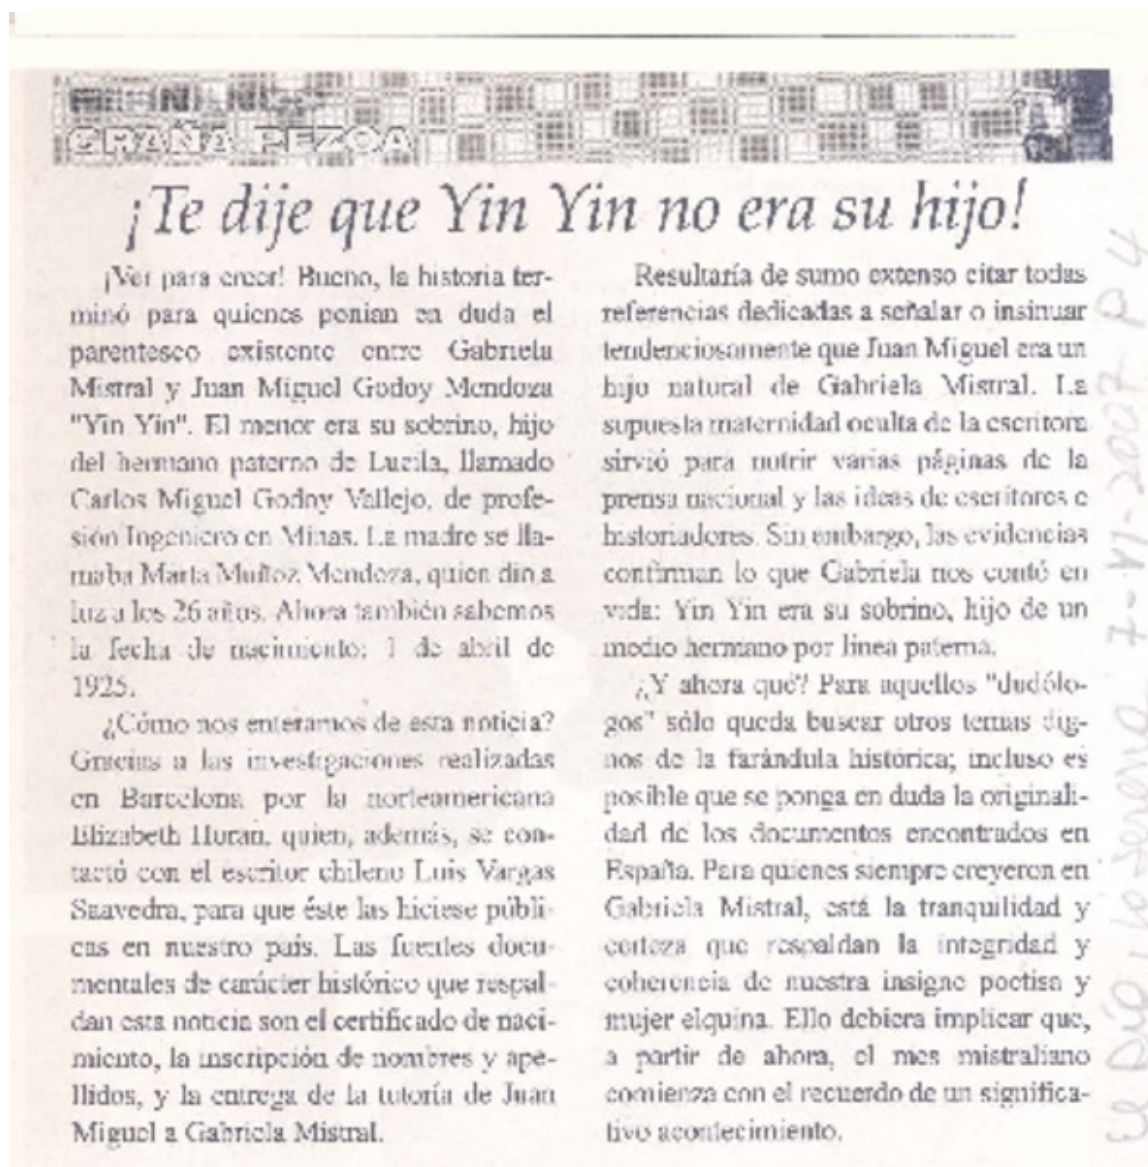 GRAÑA PEZOA
¡Te dije que Yin Yin no era su hijo!
¡Ver para creer! Bueno, la historia ter-
minó para quienes ponían en duda el
parentesco existente entre Gabriela
Mistral y Juan Miguel Godoy Mendoza
"Yin Yin". El menor era su sobrino, hijo
del hermano paterno de Lucila, llamado
Carlos Miguel Godoy Vallejo, de profe-
sión Ingeniero en Minas. La madre se lla-
maba Marta Muñoz Mendoza, quien dio a
luz a los 26 años. Ahora también sabemos
la fecha de nacimiento: 1 de abril de
1925.
¿Cómo nos enteramos de esta noticia?
Gracias a las investigaciones realizadas
en Barcelona por la norteamericana
Elizabeth Horan, quien, además, se con-
tactó con el escritor chileno Luis Vargas
Saavedra, para que éste las hiciese públi-
cas en nuestro país. Las fuentes docu-
mentales de carácter histórico que respal-
dan esta noticia son el certificado de naci-
miento, la inscripción de nombres y ape-
llidos, y la entrega de la tutoría de Juan
Miguel a Gabriela Mistral.
Resultaría de sumo extenso citar todas
referencias dedicadas a señalar o insinuar
tendenciosamente que Juan Miguel era un
hijo natural de Gabriela Mistral. La
supuesta maternidad oculta de la escritora
sirvió para nutrir varias páginas de la
prensa nacional y las ideas de escritores e
historiadores. Sin embargo, las evidencias
confirman lo que Gabriela nos contó en
vida: Yin Yin era su sobrino, hijo de un
medio hermano por línea paterna.
¿Y ahora qué? Para aquellos "dudólo-
gos" sólo queda buscar otros temas dig-
nos de la farándula histórica; incluso es
posible que se ponga en duda la originali-
dad de los documentos encontrados en
España. Para quienes siempre creyeron en
Gabriela Mistral, está la tranquilidad y
certeza que respaldan la integridad y
coherencia de nuestra insigne poetisa y
mujer elquina. Ello debiera implicar que,
a partir de ahora, el mes mistraliano
comienza con el recuerdo de un significa-
tivo acontecimiento.
El Día, La Serena 7-VI-2007 P 4